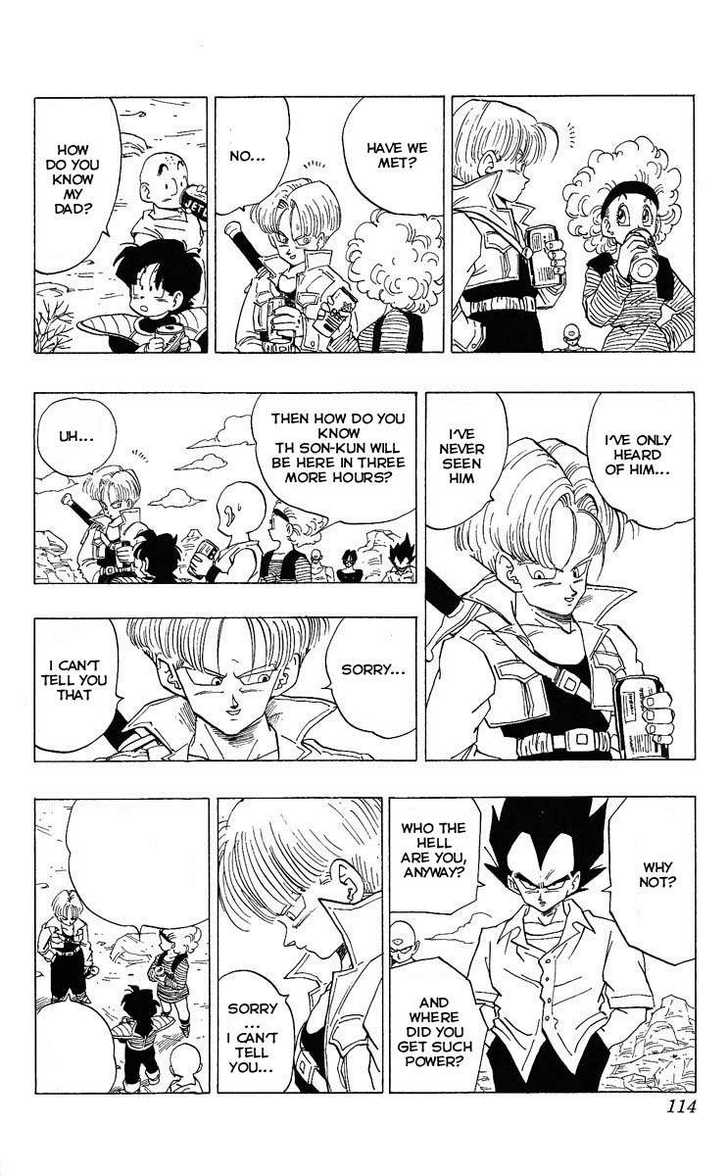 HAVE WE
MET?
NO...
HOW
DO YOU
KNOW
MY
DAD?
I'VE ONLY
HEARD
OF HIM...
I'VE
NEVER
SEEN
HIM
THEN HOW DO YOU
KNOW
TH SON-KUN WILL
BE HERE IN THREE
MORE HOURS?
UH...
SORRY...
I CAN'T
TELL YOU
THAT
WHY
NOT?
WHO THE
HELL
ARE YOU,
ANYWAY?
AND
WHERE
DID YOU
GET SUCH
POWER?
SORRY
...
I CAN'T
TELL
YOU...
114